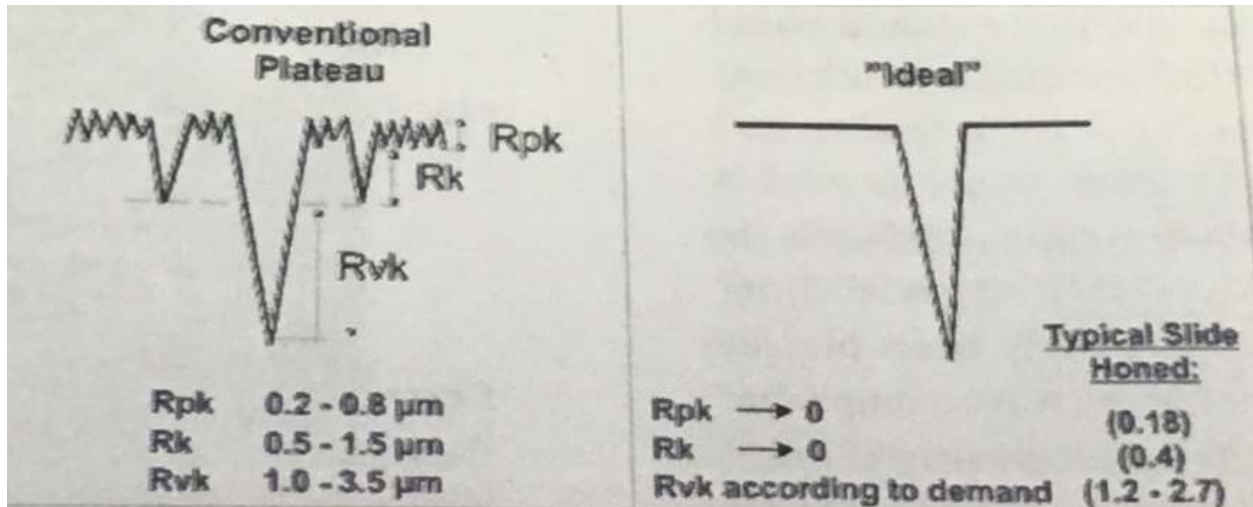 Conventional
Plateau
Rpk
Rk
Rvk
Rpk 0.2 - 0.8 µm
Rk 0.5 - 1.5 µm
Rvk 1.0 - 3.5 µm
"Ideal"
Typical Slide
Honed:
Rpk → 0 (0.18)
Rk → 0 (0.4)
Rvk according to demand (1.2 - 2.7)